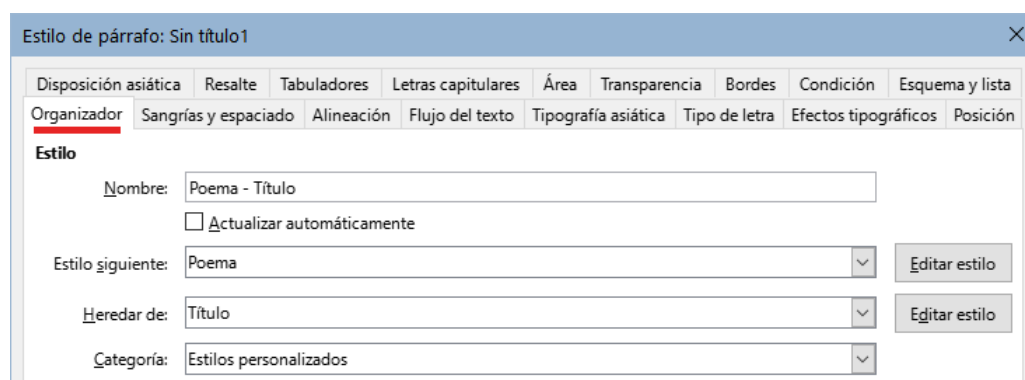 Estilo de párrafo: Sin título1
Disposición asiática Resalte Tabuladores Letras capitulares Área Transparencia Bordes Condición Esquema y lista
Organizador Sangrías y espaciado Alineación Flujo del texto Tipografía asiática Tipo de letra Efectos tipográficos Posición
Estilo
Nombre: Poema - Título
Actualizar automáticamente
Estilo siguiente: Poema Editar estilo
Heredar de: Título Editar estilo
Categoría: Estilos personalizados